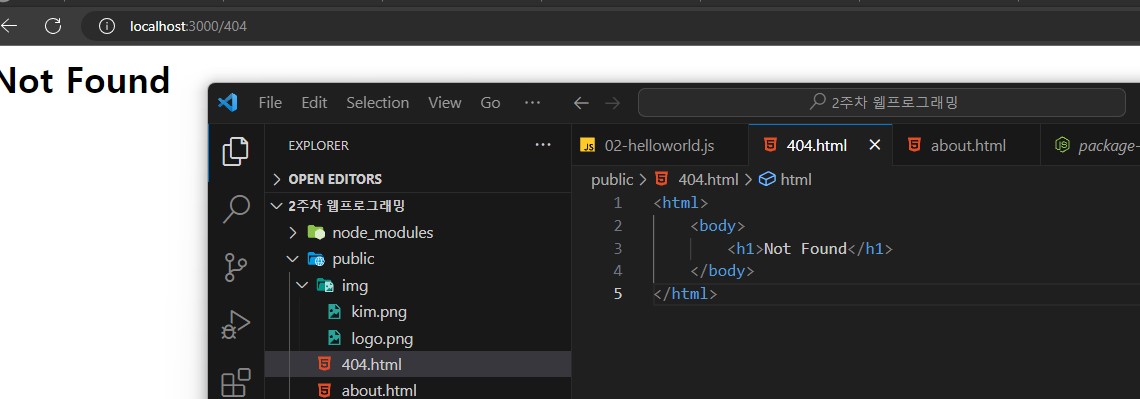 localhost:3000/404
Not Found
File Edit Selection View Go ··· 2주차 웹프로그래밍
EXPLORER ···
JS 02-helloworld.js 404.html about.html JS package-
OPEN EDITORS
public > 404.html > html
2주차 웹프로그래밍
1 <html>
node_modules
2 <body>
public
3 <h1>Not Found</h1>
img
4 </body>
kim.png
5 </html>
logo.png
404.html
about.html